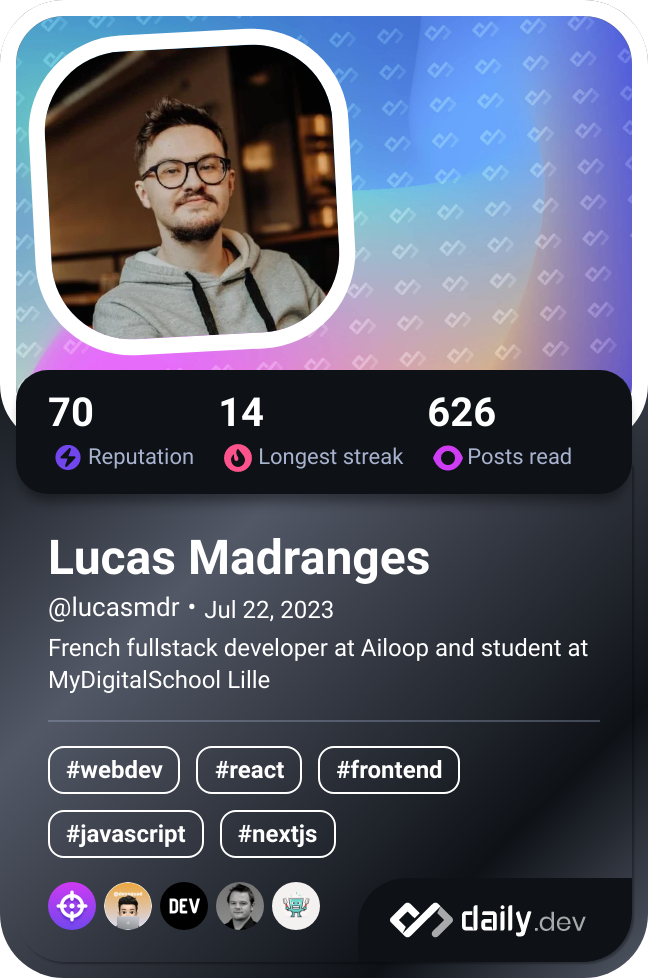 70 14 626
Reputation Longest streak Posts read
Lucas Madranges
@lucasmdr • Jul 22, 2023
French fullstack developer at Ailoop and student at
MyDigitalSchool Lille
#webdev #react #frontend
#javascript #nextjs
DEV
daily.dev